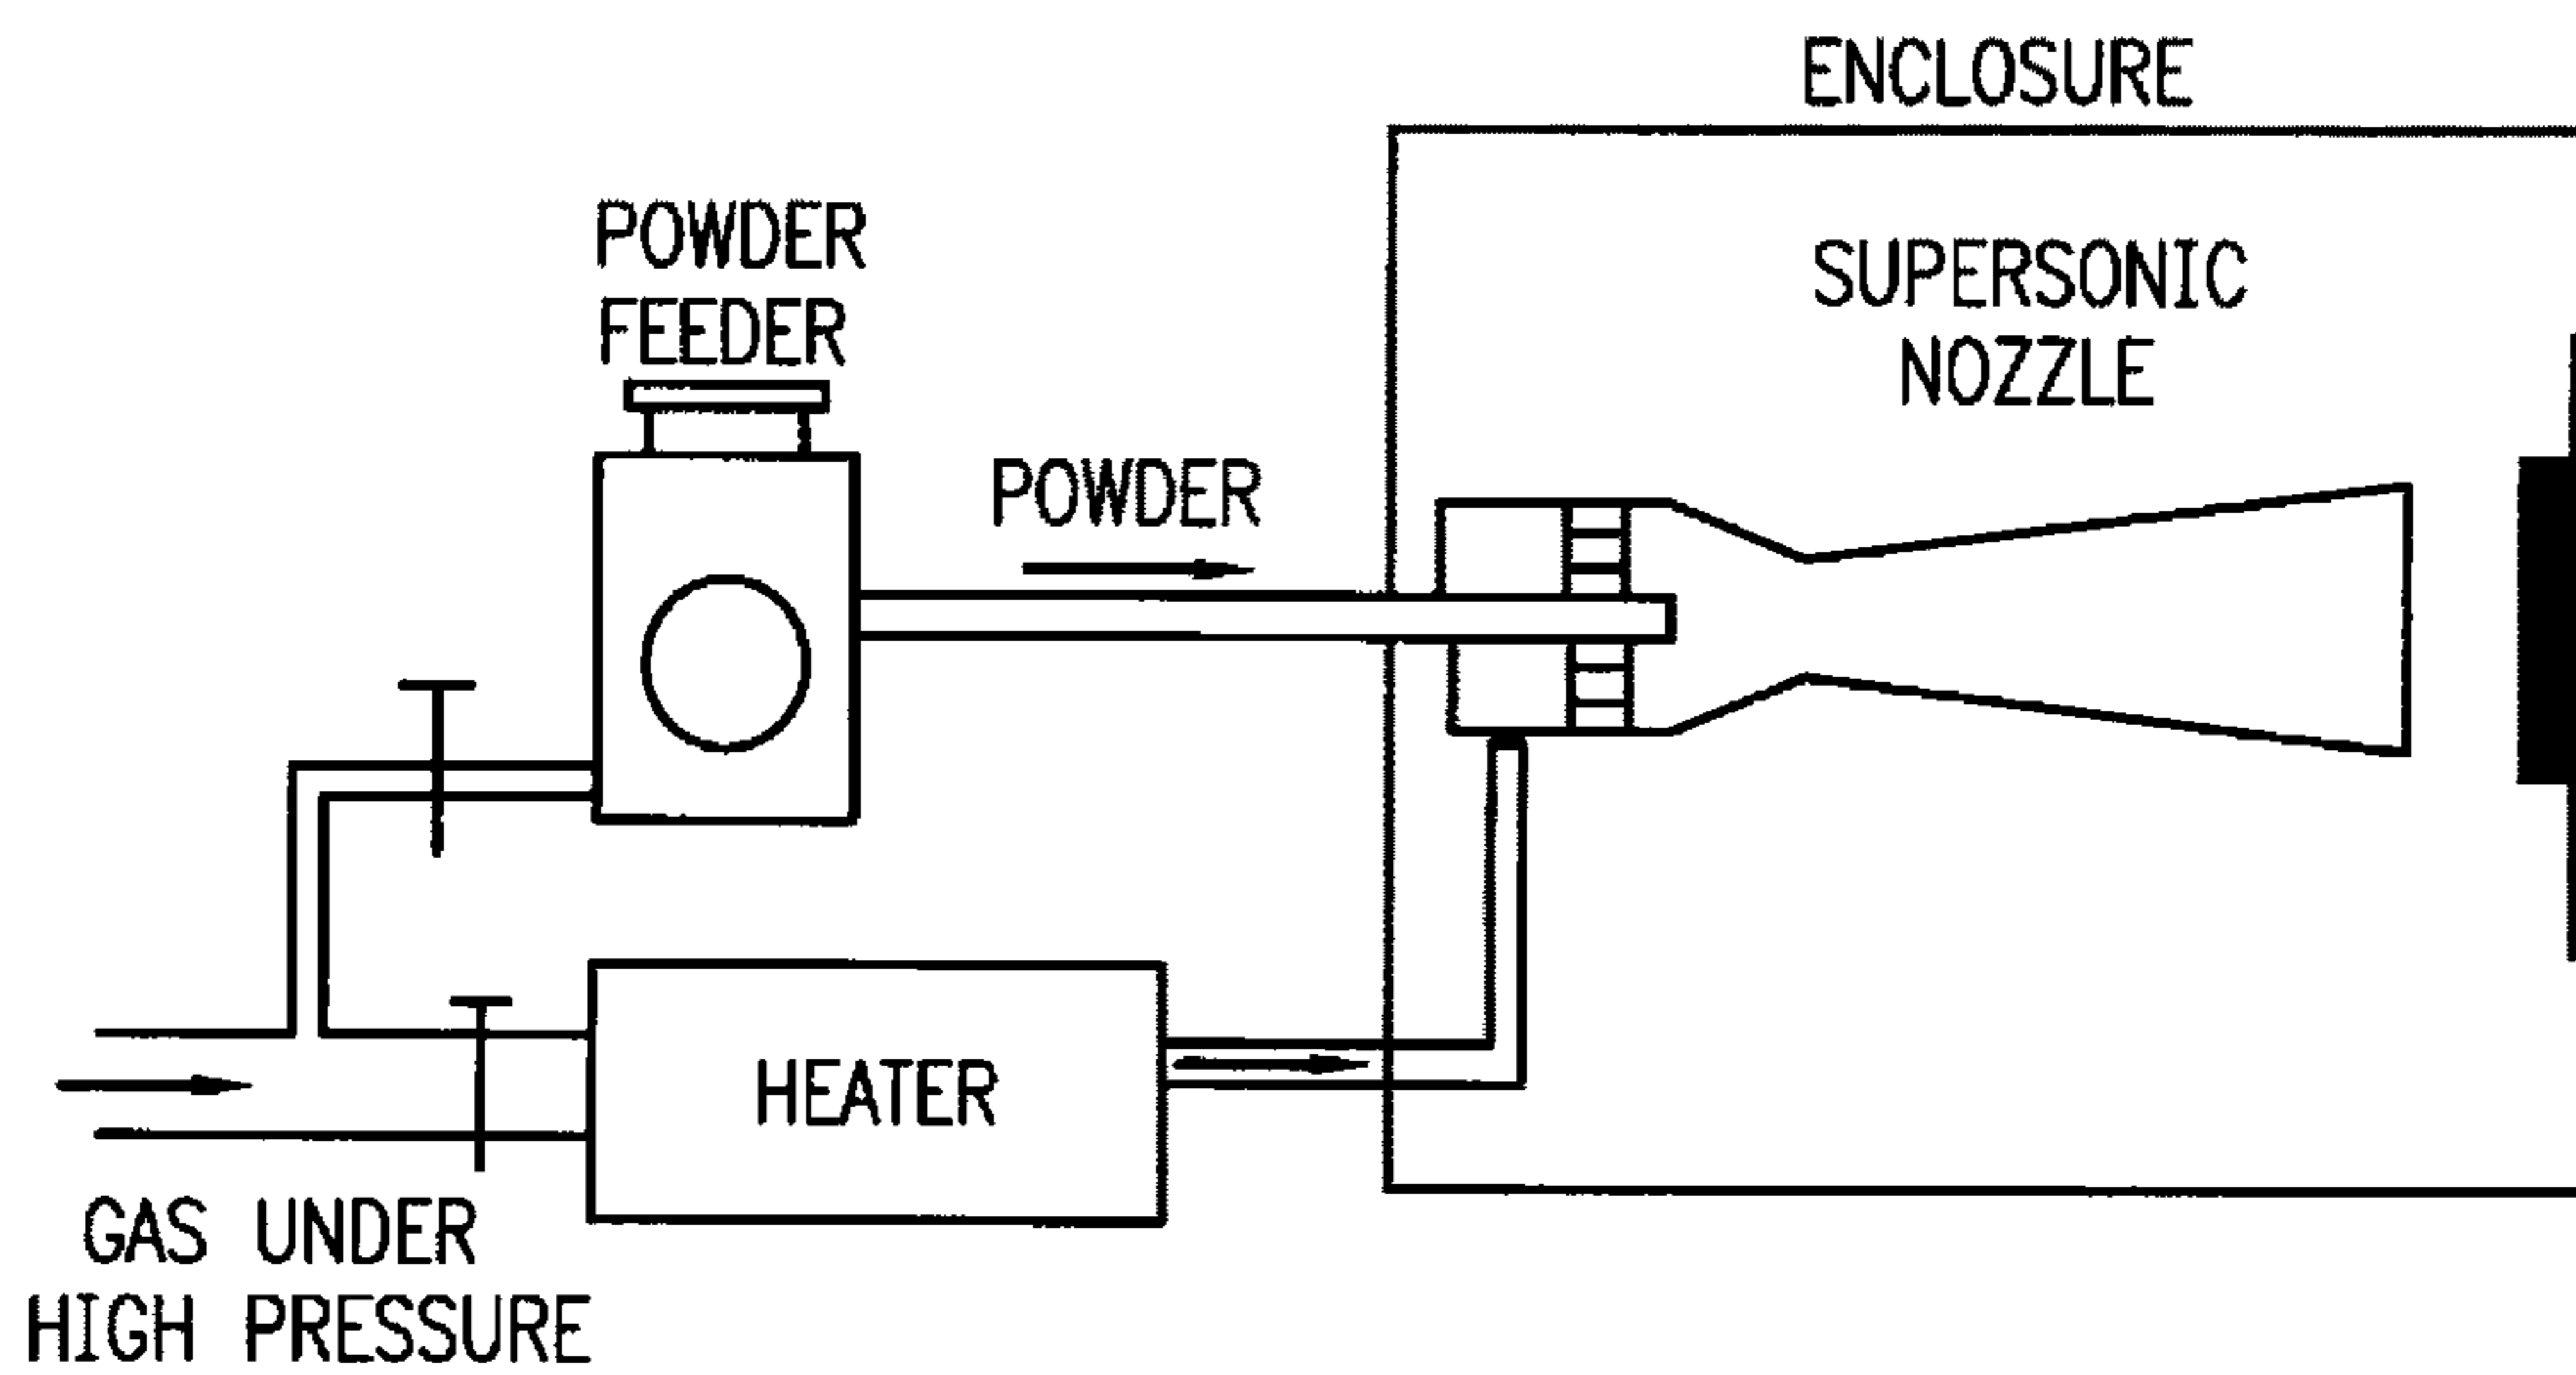 ENCLOSURE
POWDER
FEEDER
SUPERSONIC
NOZZLE
POWDER
HEATER
GAS UNDER
HIGH PRESSURE